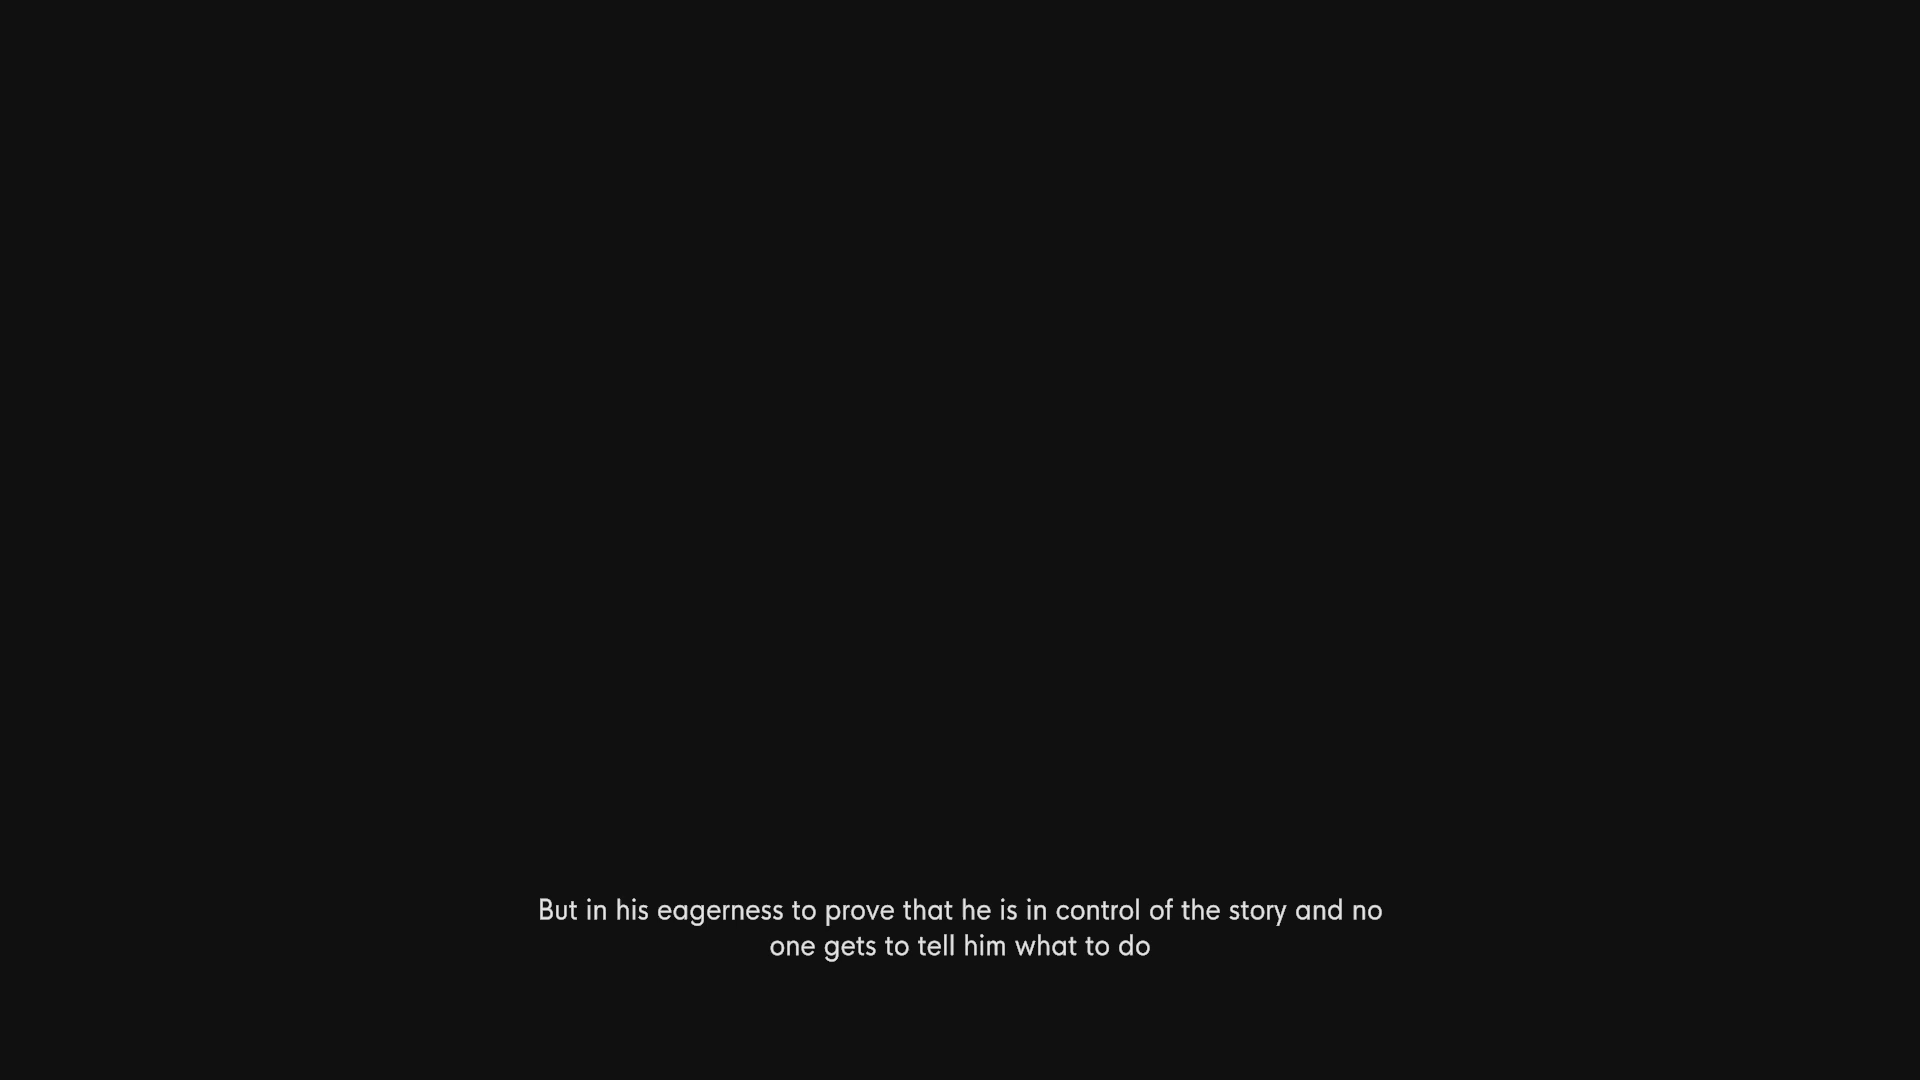 But in his eagerness to prove that he is in control of the story and no
one gets to tell him what to do